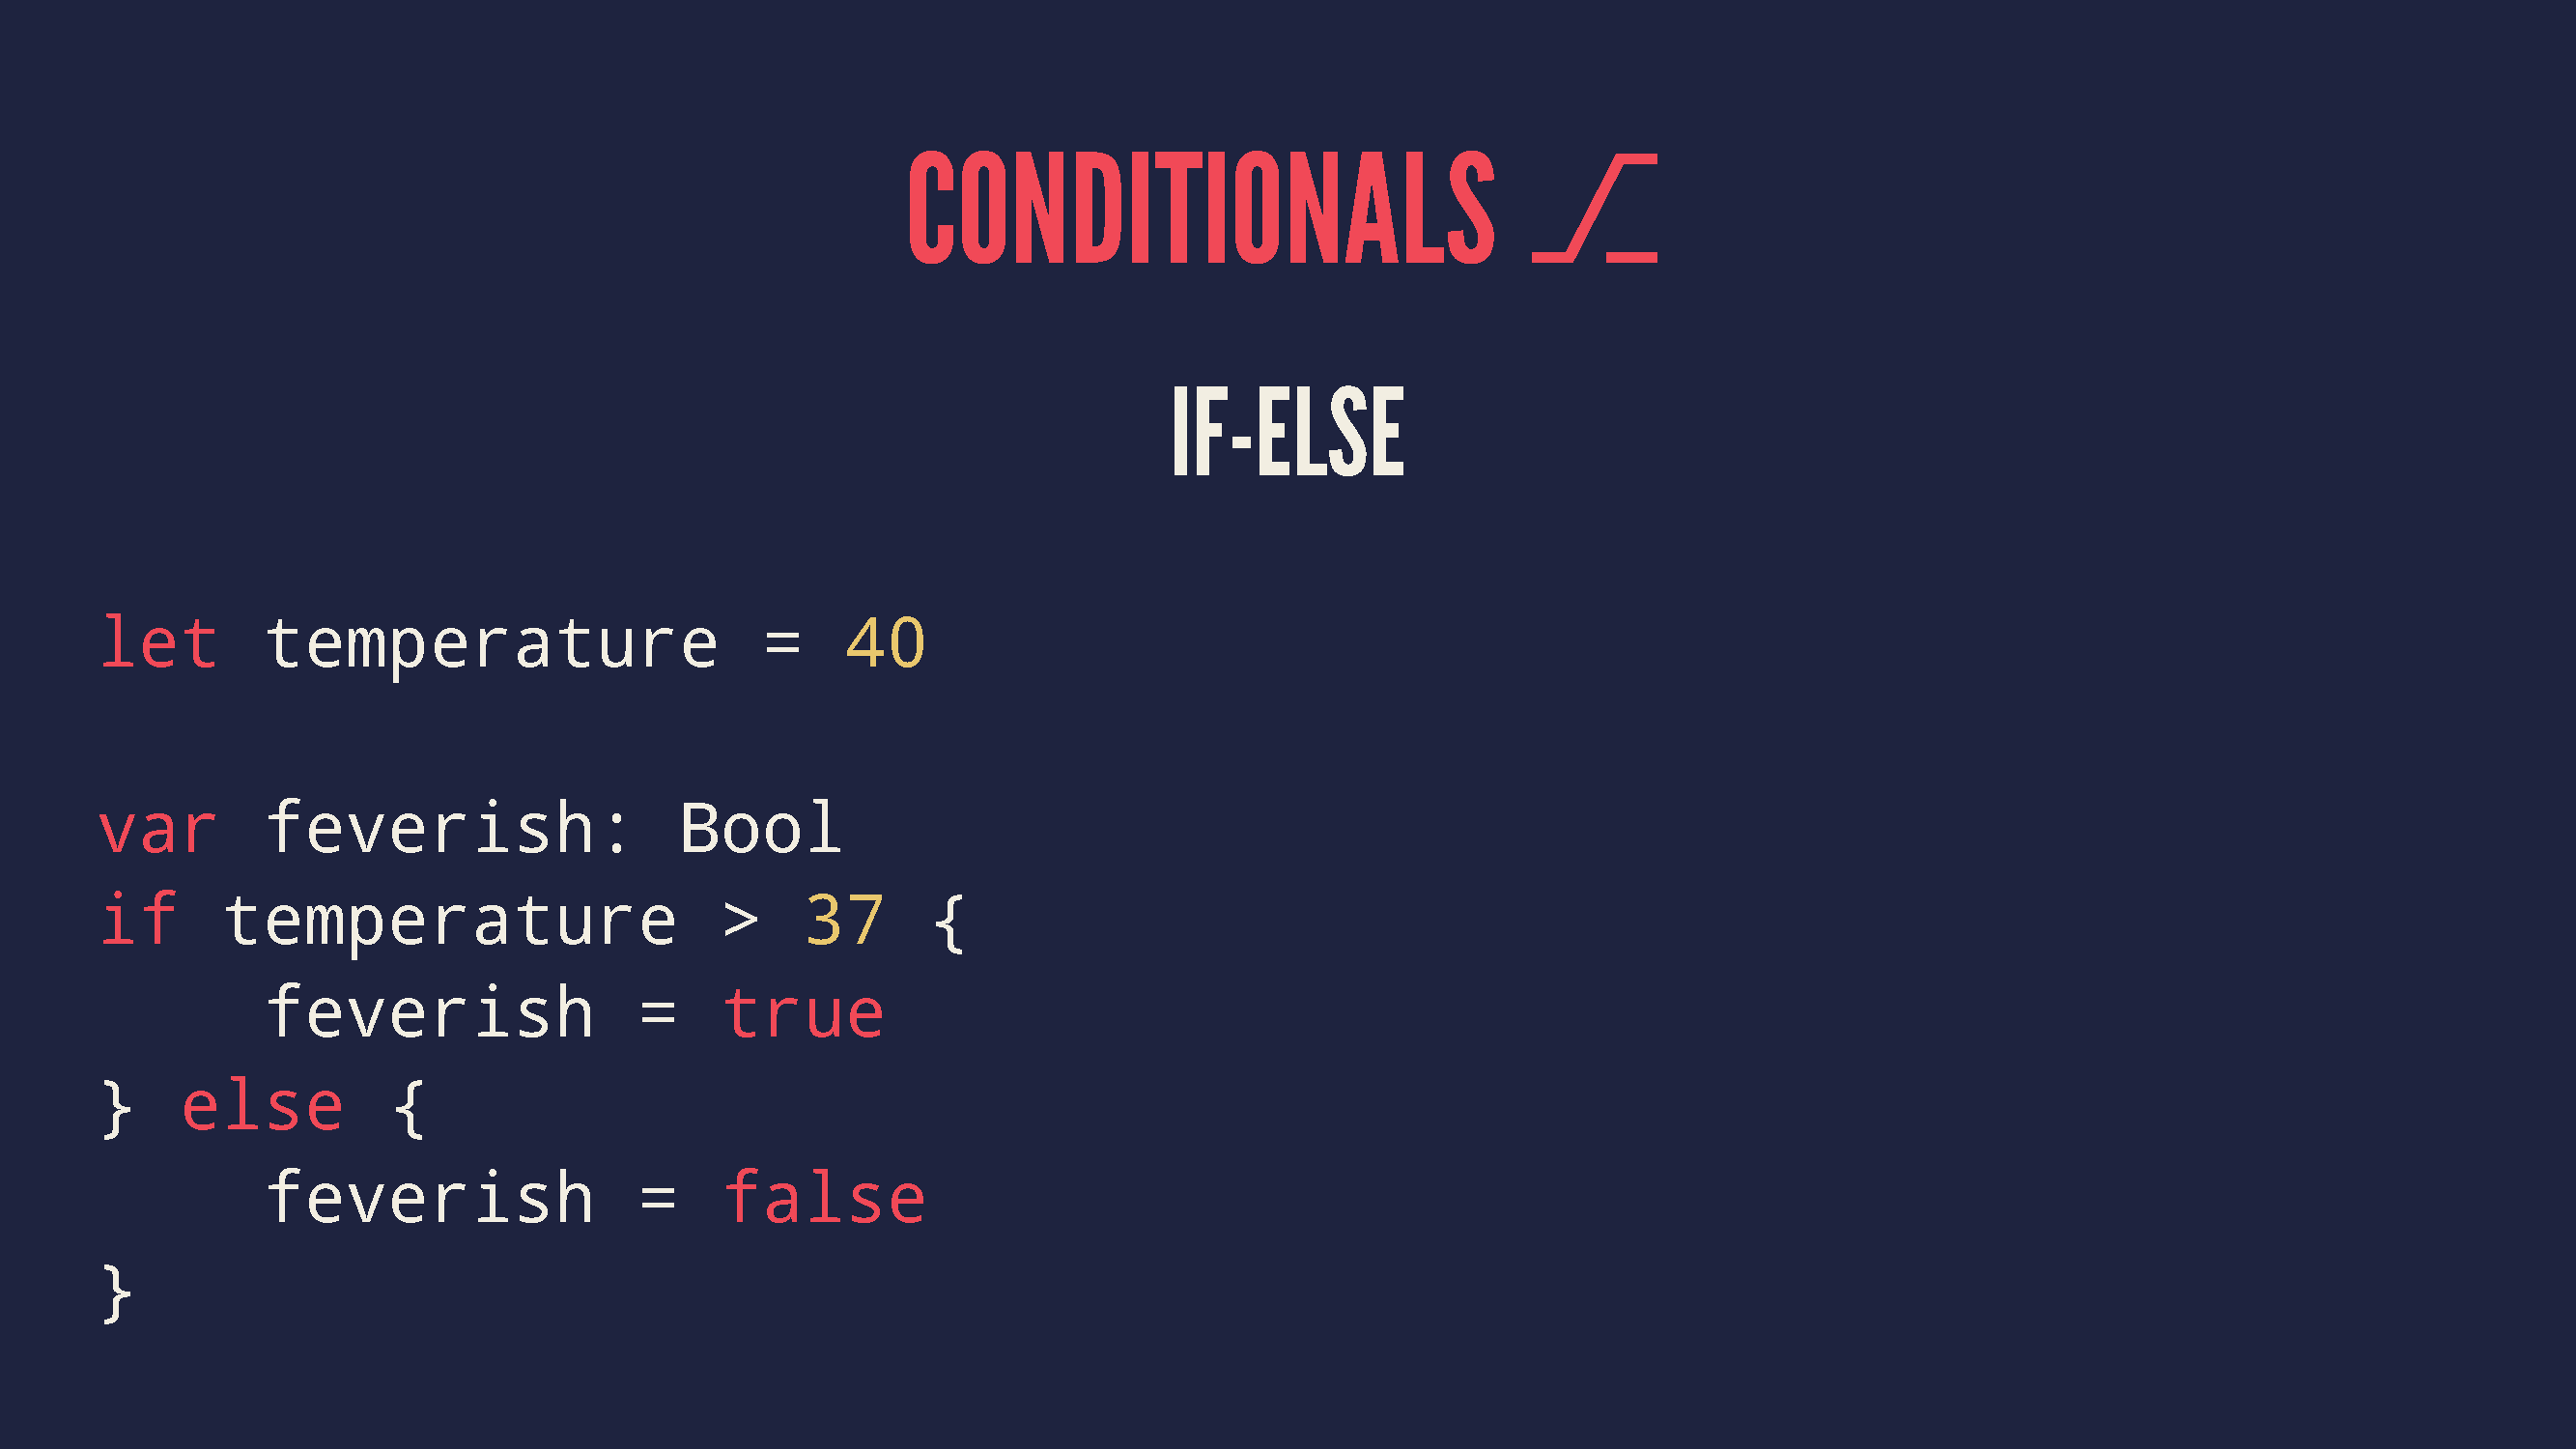 CONDITIONALS ⌥
IF-ELSE
let temperature = 40
var feverish: Bool
if temperature > 37 {
    feverish = true
} else {
    feverish = false
}